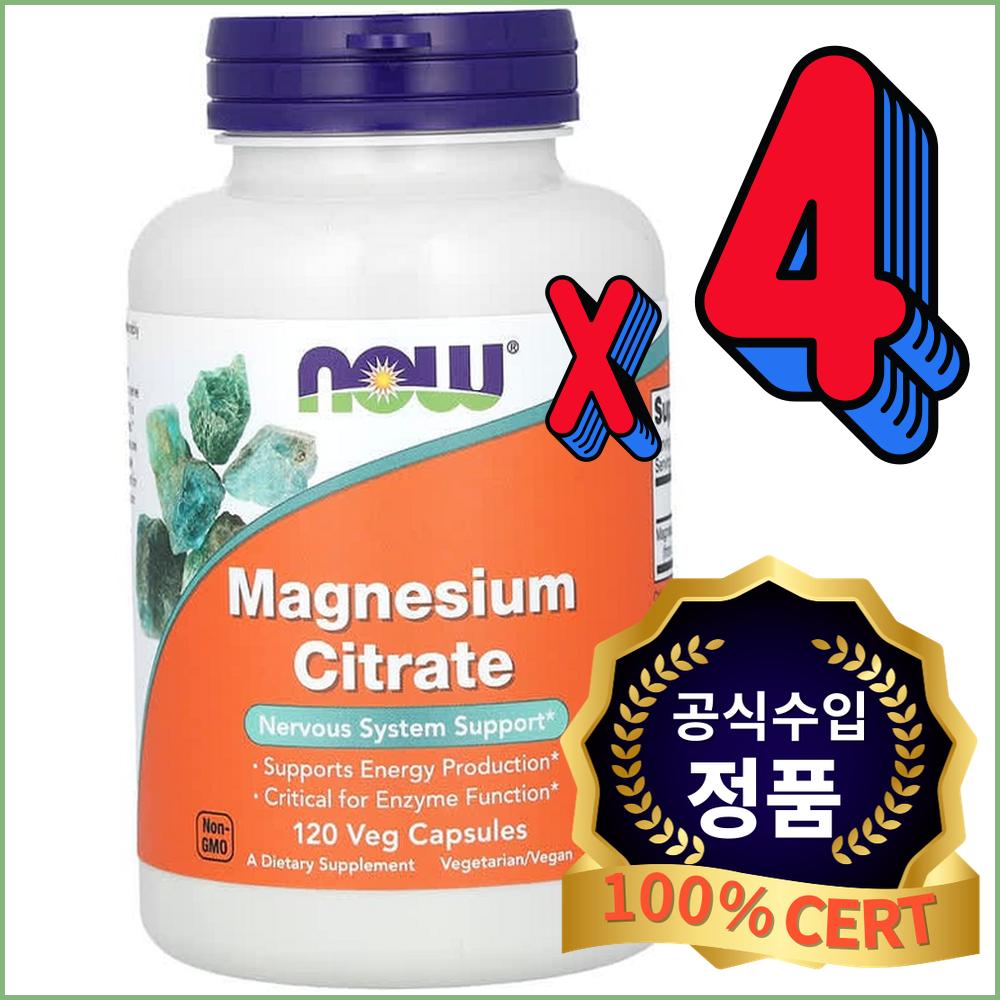 x 4
now®
Magnesium
Citrate
Nervous System Support*
• Supports Energy Production*
• Critical for Enzyme Function*
120 Veg Capsules
Non-
GMO
A Dietary Supplement Vegetarian/Vegan
공식수입
정품
100% CERT